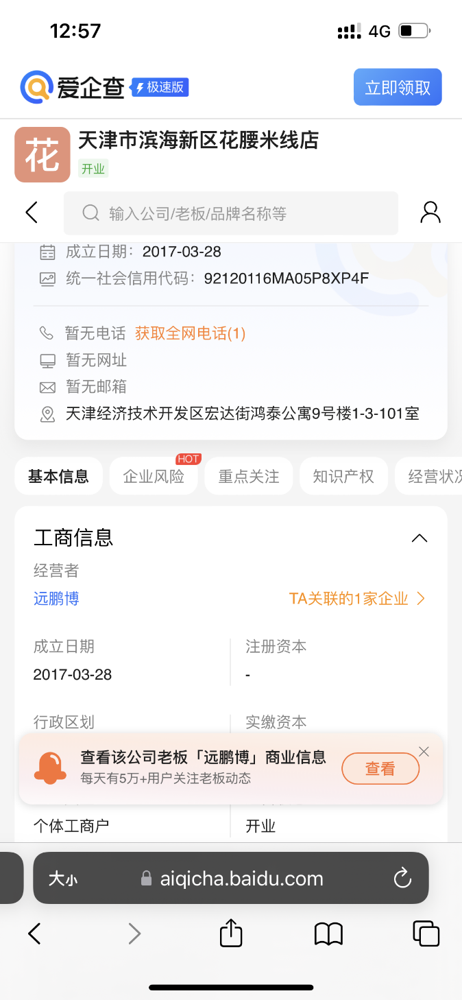 12:57
4G
爱企查
极速版
立即领取
花
天津市滨海新区花腰米线店
开业
输入公司/老板/品牌名称等
成立日期：2017-03-28
统一社会信用代码：92120116MA05P8XP4F
暂无电话 获取全网电话(1)
暂无网址
暂无邮箱
天津经济技术开发区宏达街鸿泰公寓9号楼1-3-101室
HOT
基本信息 企业风险 重点关注 知识产权 经营状况
工商信息
经营者
远鹏博 TA关联的1家企业
成立日期 注册资本
2017-03-28 -
行政区划 实缴资本
查看该公司老板「远鹏博」商业信息
每天有5万+用户关注老板动态
查看
个体工商户 开业
大小 aiqicha.baidu.com